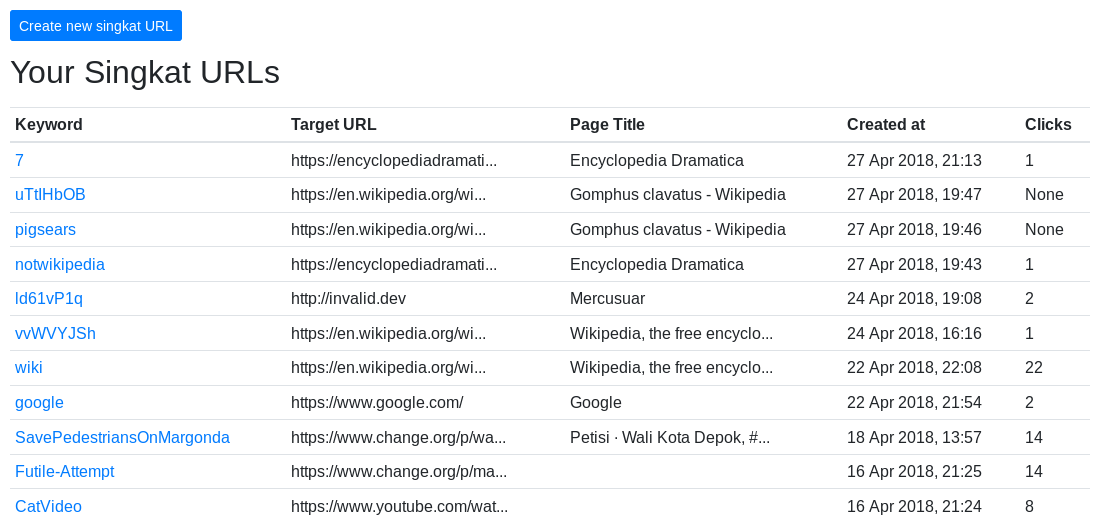 Create new singkat URL
Your Singkat URLs
Keyword Target URL Page Title Created at Clicks
7 https://encyclopediadramati... Encyclopedia Dramatica 27 Apr 2018, 21:13 1
uTtIHbOB https://en.wikipedia.org/wi... Gomphus clavatus - Wikipedia 27 Apr 2018, 19:47 None
pigsears https://en.wikipedia.org/wi... Gomphus clavatus - Wikipedia 27 Apr 2018, 19:46 None
notwikipedia https://encyclopediadramati... Encyclopedia Dramatica 27 Apr 2018, 19:43 1
ld61vP1q http://invalid.dev Mercusuar 24 Apr 2018, 19:08 2
vvWVYJSh https://en.wikipedia.org/wi... Wikipedia, the free encyclo... 24 Apr 2018, 16:16 1
wiki https://en.wikipedia.org/wi... Wikipedia, the free encyclo... 22 Apr 2018, 22:08 22
google https://www.google.com/ Google 22 Apr 2018, 21:54 2
SavePedestriansOnMargonda https://www.change.org/p/wa... Petisi · Wali Kota Depok, #... 18 Apr 2018, 13:57 14
Futile-Attempt https://www.change.org/p/ma... 16 Apr 2018, 21:25 14
CatVideo https://www.youtube.com/wat... 16 Apr 2018, 21:24 8